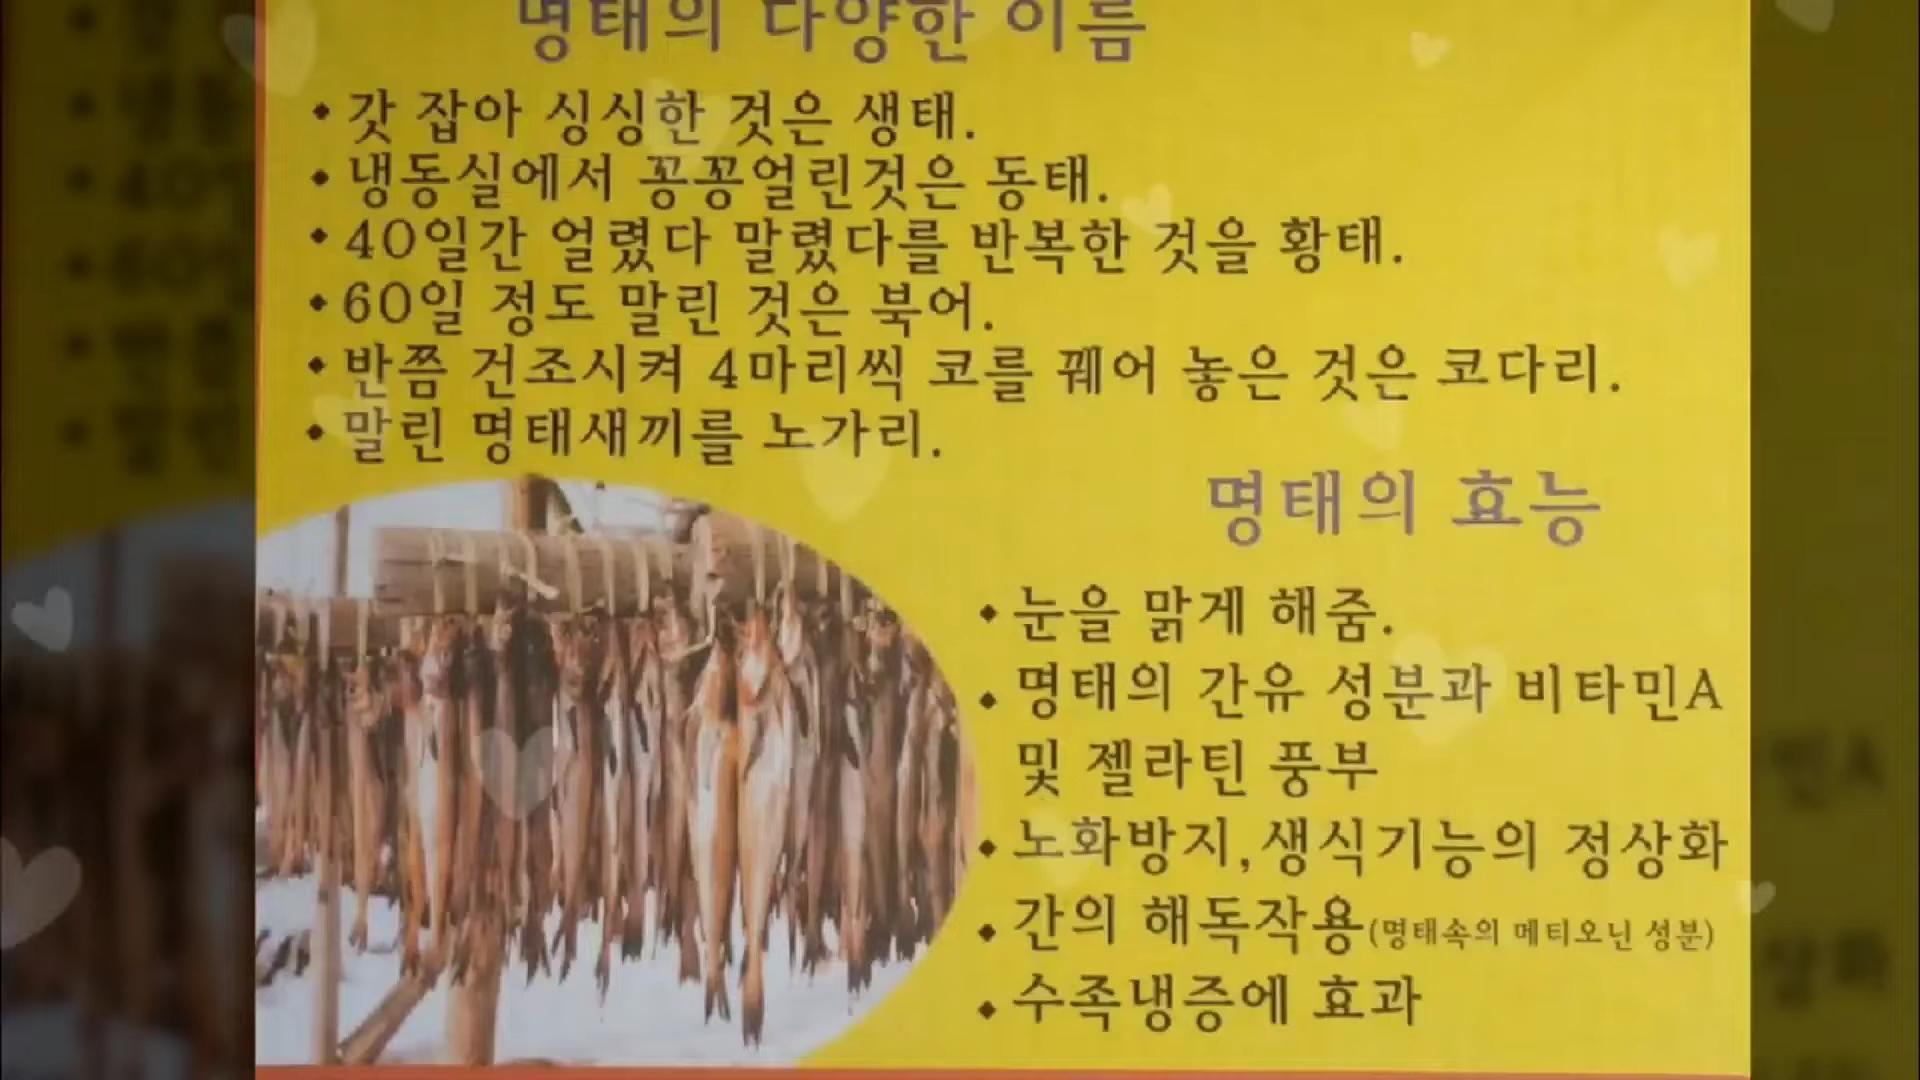 명태의 다양한 이름
• 갓 잡아 싱싱한 것은 생태.
• 냉동실에서 꽁꽁얼린것은 동태.
• 40일간 얼렸다 말렸다를 반복한 것을 황태.
• 60일 정도 말린 것은 북어.
• 반쯤 건조시켜 4마리씩 코를 꿰어 놓은 것은 코다리.
• 말린 명태새끼를 노가리.
명태의 효능
• 눈을 맑게 해줌.
• 명태의 간유 성분과 비타민A
및 젤라틴 풍부
• 노화방지,생식기능의 정상화
• 간의 해독작용(명태속의 메티오닌 성분)
• 수족냉증에 효과